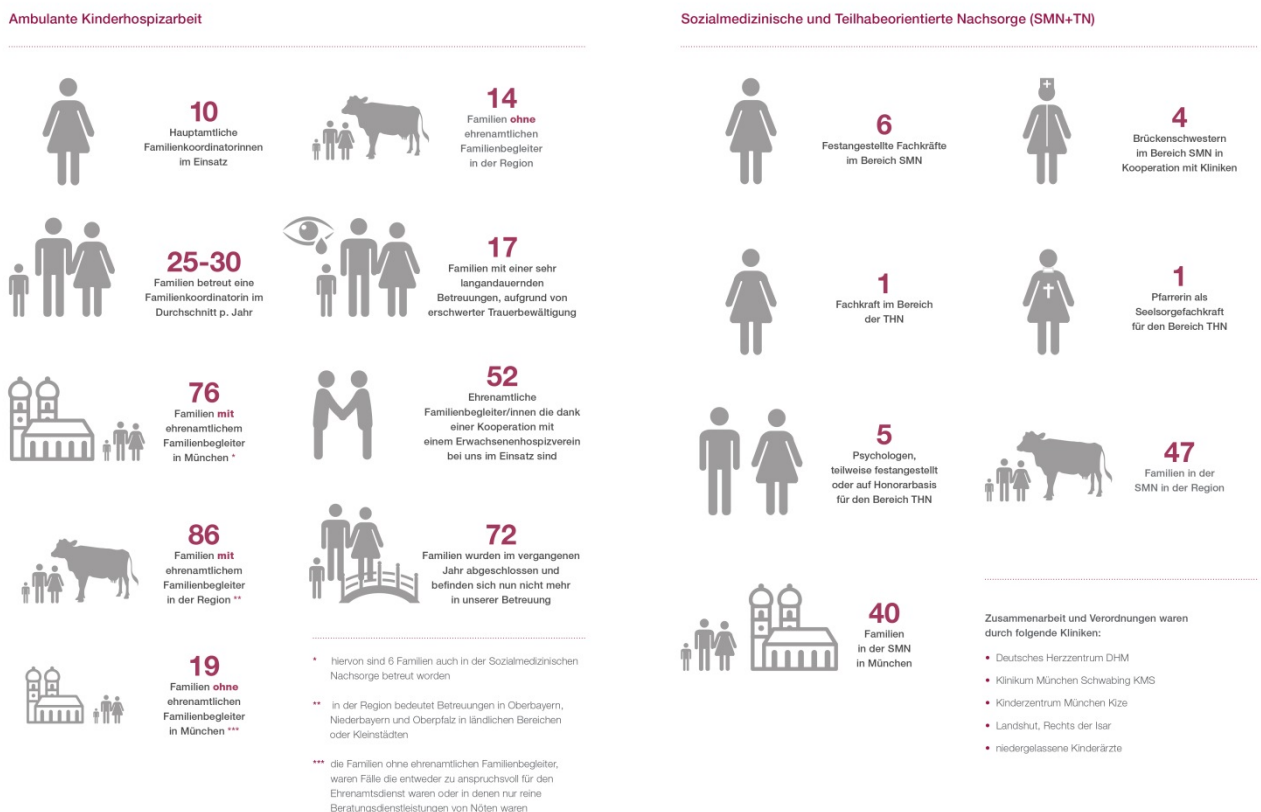 Ambulante Kinderhospizarbeit
10
Hauptamtliche
Familienkoordinatorinnen
im Einsatz
14
Familien ohne
ehrenamtlichen
Familienbegleiter
in der Region
25-30
Familien betreut eine
Familienkoordinatorin im
Durchschnitt p. Jahr
17
Familien mit einer sehr
langandauernden
Betreuungen, aufgrund von
erschwerter Trauerbewältigung
76
Familien mit
ehrenamtlichem
Familienbegleiter
in München *
52
Ehrenamtliche
Familienbegleiter/innen die dank
einer Kooperation mit
einem Erwachsenenhospizverein
bei uns im Einsatz sind
86
Familien mit
ehrenamtlichem
Familienbegleiter
in der Region **
72
Familien wurden im vergangenen
Jahr abgeschlossen und
befinden sich nun nicht mehr
in unserer Betreuung
19
Familien ohne
ehrenamtlichen
Familienbegleiter
in München ***
* hiervon sind 6 Familien auch in der Sozialmedizinischen
Nachsorge betreut worden
** in der Region bedeutet Betreuungen in Oberbayern,
Niederbayern und Oberpfalz in ländlichen Bereichen
oder Kleinstädten
*** die Familien ohne ehrenamtlichen Familienbegleiter,
waren Fälle die entweder zu anspruchsvoll für den
Ehrenamtsdienst waren oder in denen nur reine
Beratungsdienstleistungen von Nöten waren
Sozialmedizinische und Teilhabeorientierte Nachsorge (SMN+TN)
6
Festangestellte Fachkräfte
im Bereich SMN
4
Brückenschwestern
im Bereich SMN in
Kooperation mit Kliniken
1
Fachkraft im Bereich
der THN
1
Pfarrerin als
Seelsorgefachkraft
für den Bereich THN
5
Psychologen,
teilweise festangestellt
oder auf Honorarbasis
für den Bereich THN
47
Familien in der
SMN in der Region
40
Familien
in der SMN
in München
Zusammenarbeit und Verordnungen waren
durch folgende Kliniken:
• Deutsches Herzzentrum DHM
• Klinikum München Schwabing KMS
• Kinderzentrum München Kize
• Landshut, Rechts der Isar
• niedergelassene Kinderärzte